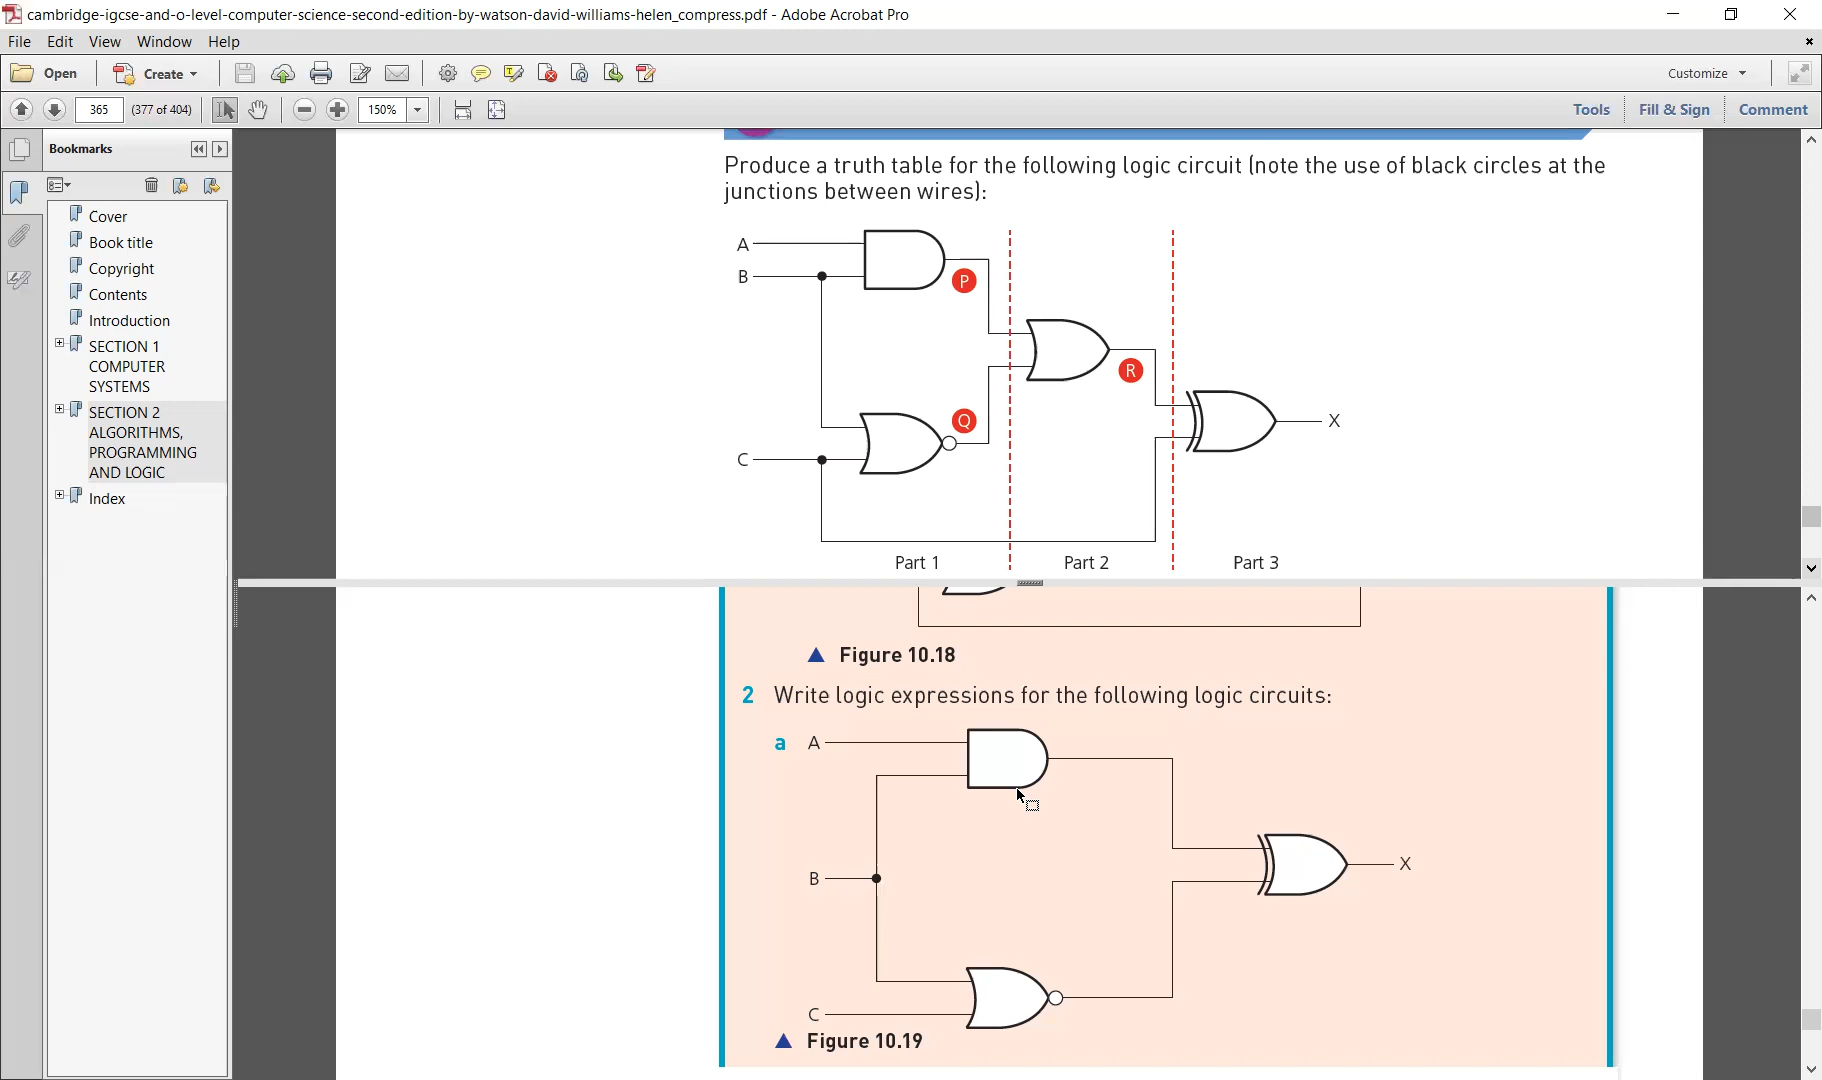 cambridge-igcse-and-o-level-computer-science-second-edition-by-watson-david-williams-helen_compress.pdf - Adobe Acrobat Pro
File Edit View Window Help
Open Create Customize
365 (377 of 404) 150% Tools Fill & Sign Comment
Bookmarks
Cover
Book title
Copyright
Contents
Introduction
SECTION 1
COMPUTER
SYSTEMS
SECTION 2
ALGORITHMS,
PROGRAMMING
AND LOGIC
Index
Produce a truth table for the following logic circuit (note the use of black circles at the
junctions between wires):
A
B
P
R
Q
X
C
Part 1 Part 2 Part 3
Figure 10.18
2 Write logic expressions for the following logic circuits:
a A
X
B
C
Figure 10.19